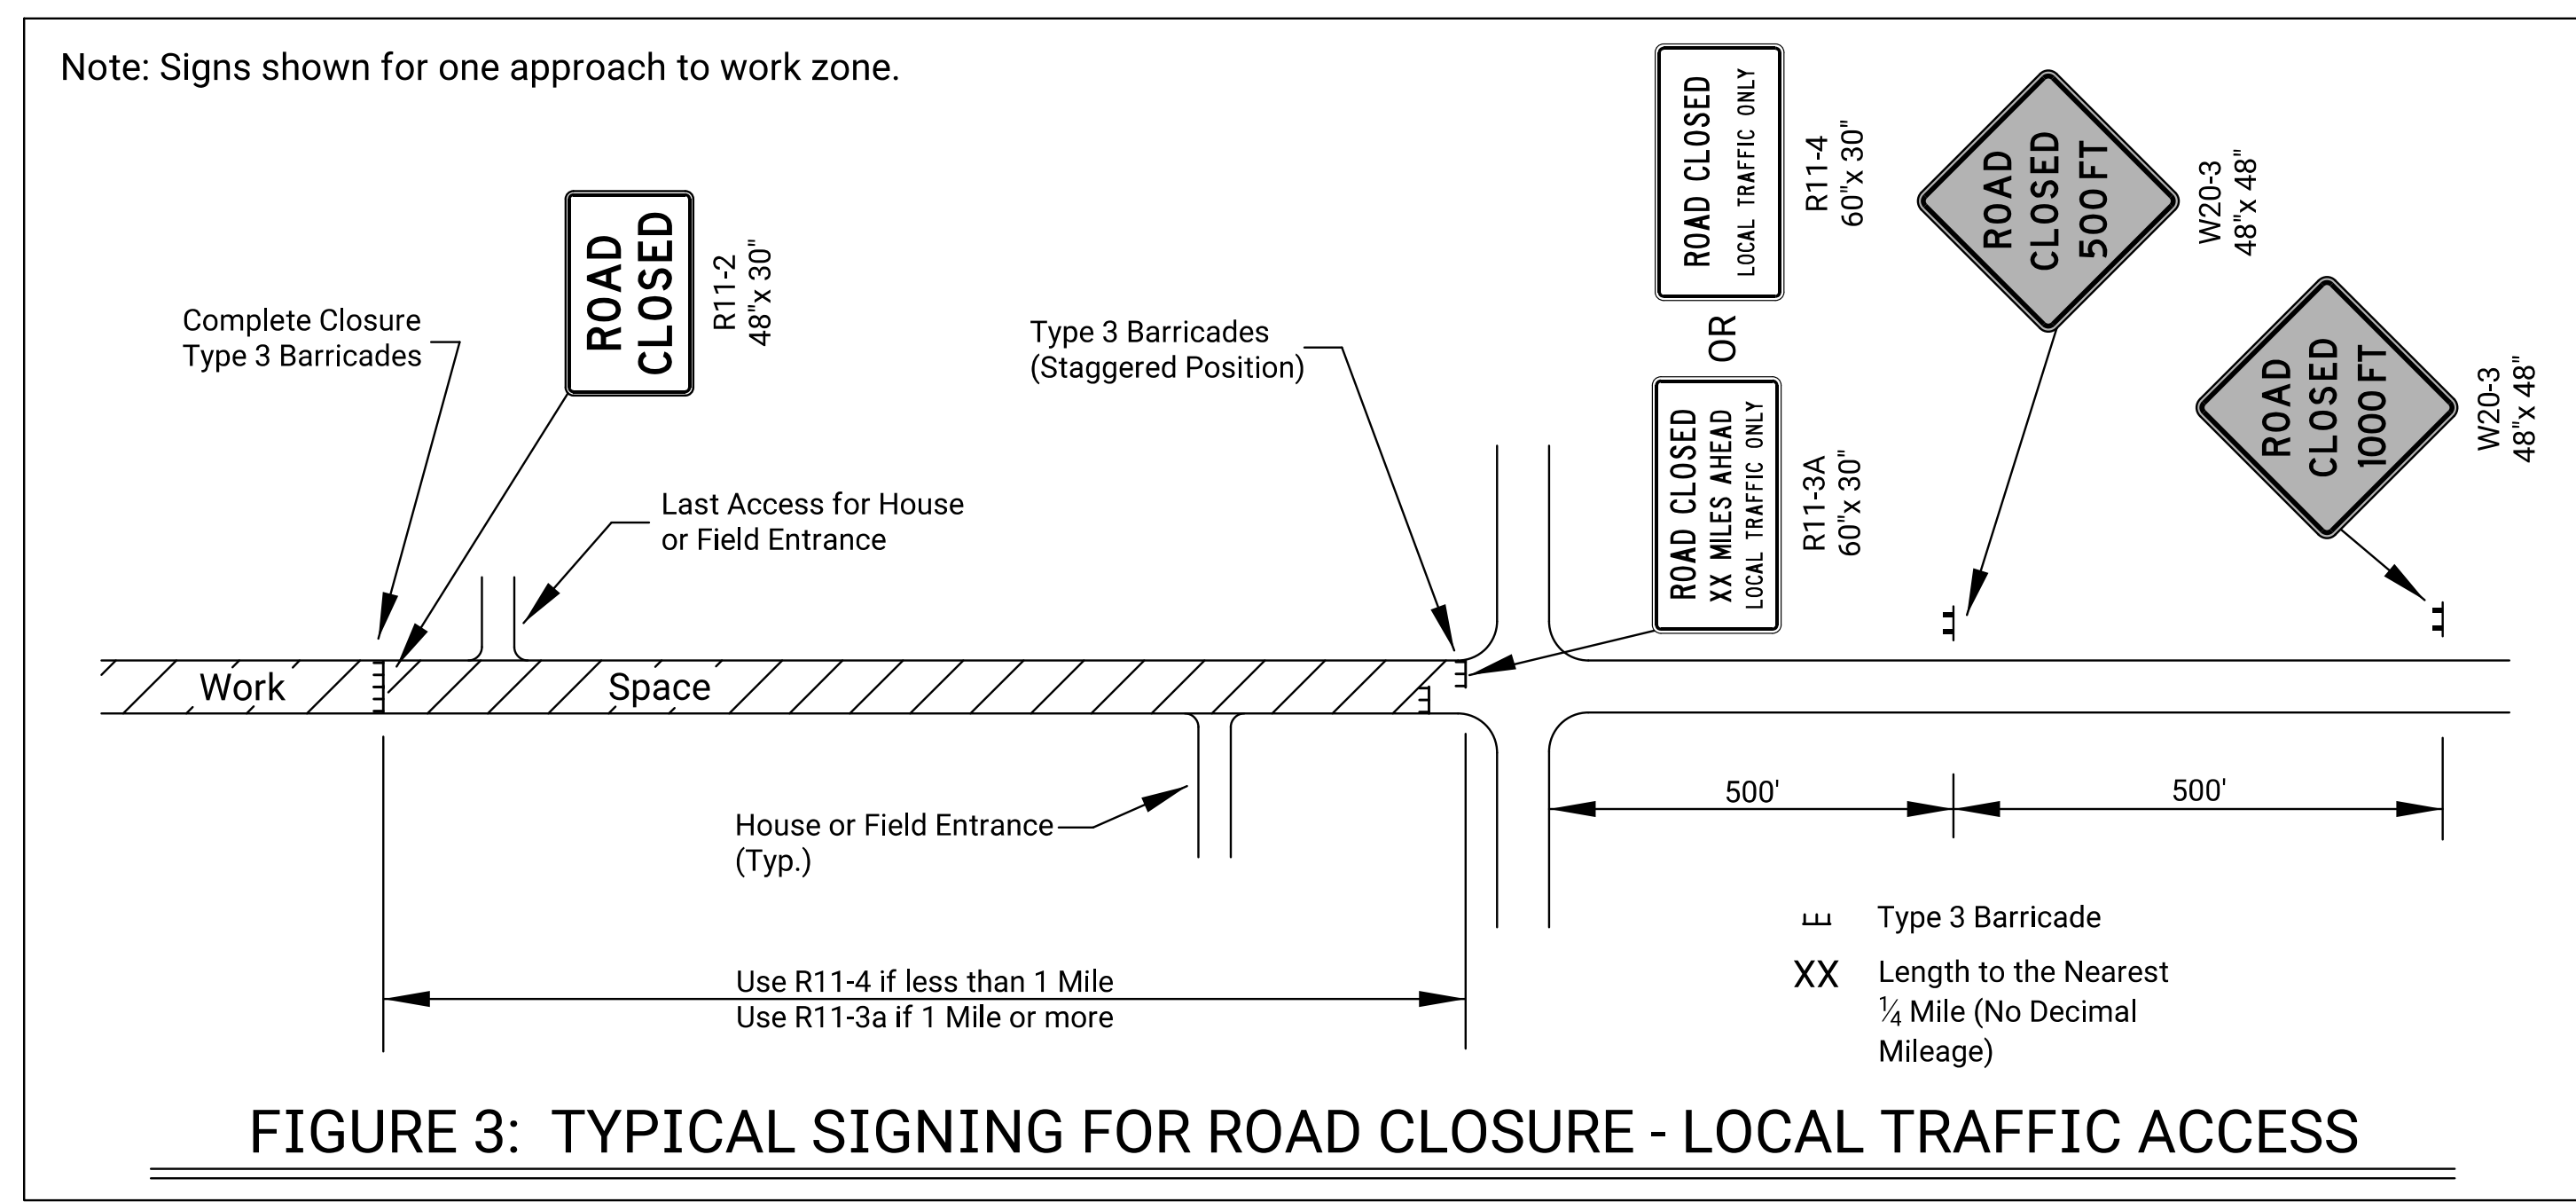 Note: Signs shown for one approach to work zone.
Complete Closure
Type 3 Barricades
ROAD
CLOSED
R11-2
48"x 30"
Last Access for House
or Field Entrance
Type 3 Barricades
(Staggered Position)
ROAD CLOSED
LOCAL TRAFFIC ONLY
R11-4
60"x 30"
OR
ROAD CLOSED
XX MILES AHEAD
LOCAL TRAFFIC ONLY
R11-3A
60"x 30"
ROAD
CLOSED
500FT
W20-3
48"x 48"
ROAD
CLOSED
1000FT
W20-3
48"x 48"
Work
Space
House or Field Entrance
(Typ.)
500'
500'
Use R11-4 if less than 1 Mile
Use R11-3a if 1 Mile or more
Type 3 Barricade
XX Length to the Nearest
¼ Mile (No Decimal
Mileage)
FIGURE 3: TYPICAL SIGNING FOR ROAD CLOSURE - LOCAL TRAFFIC ACCESS